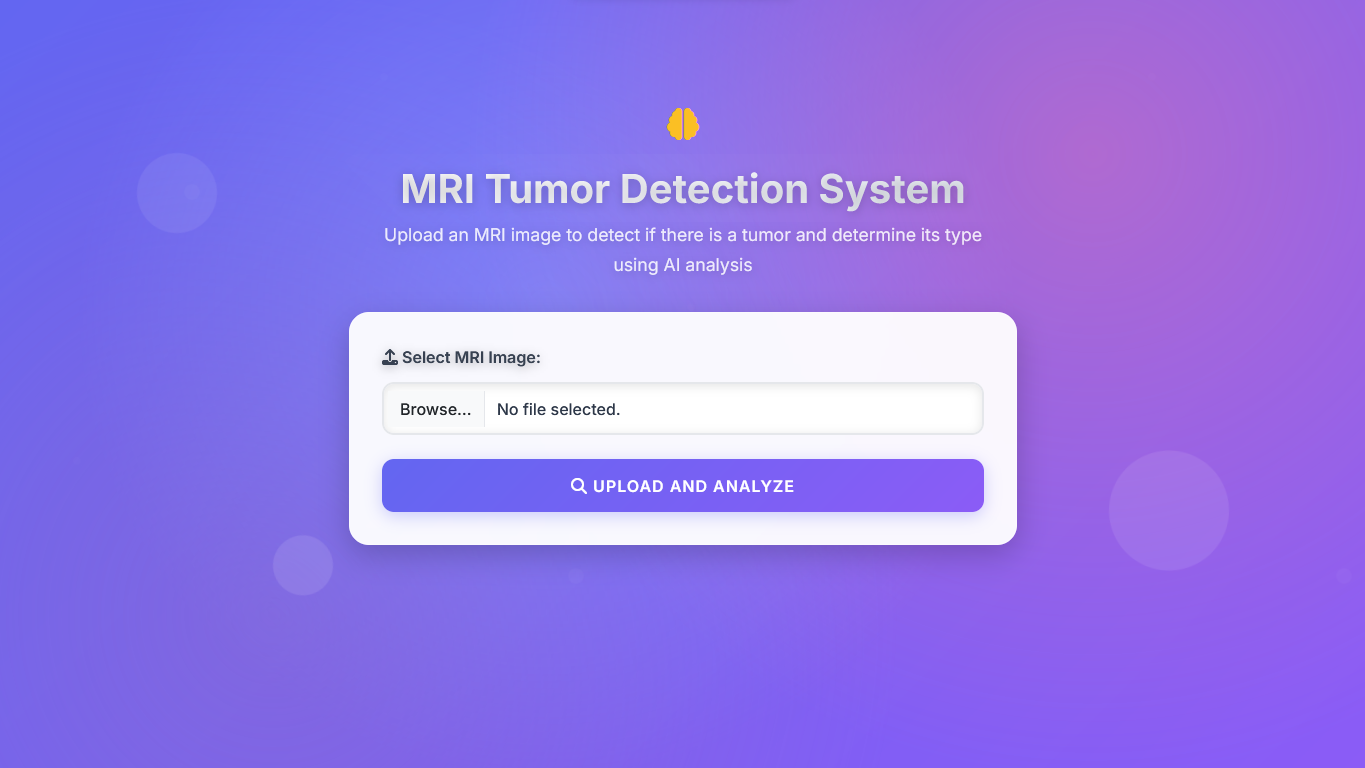 MRI Tumor Detection System
Upload an MRI image to detect if there is a tumor and determine its type
using AI analysis
Select MRI Image:
Browse... No file selected.
UPLOAD AND ANALYZE